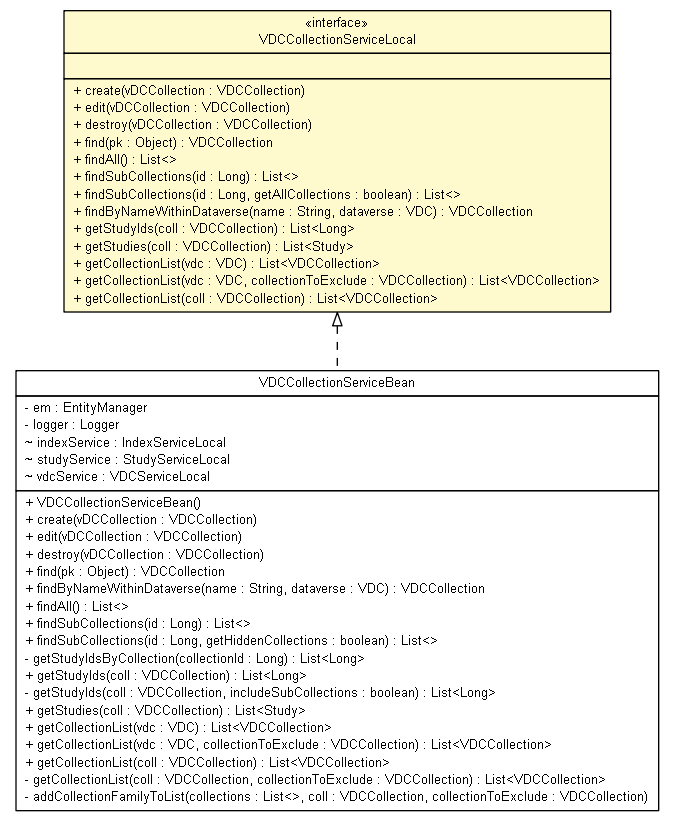 «interface»
VDCCollectionServiceLocal
+ create(vDCCollection : VDCCollection)
+ edit(vDCCollection : VDCCollection)
+ destroy(vDCCollection : VDCCollection)
+ find(pk : Object) : VDCCollection
+ findAll() : List<>
+ findSubCollections(id : Long) : List<>
+ findSubCollections(id : Long, getAllCollections : boolean) : List<>
+ findByNameWithinDataverse(name : String, dataverse : VDC) : VDCCollection
+ getStudyIds(coll : VDCCollection) : List<Long>
+ getStudies(coll : VDCCollection) : List<Study>
+ getCollectionList(vdc : VDC) : List<VDCCollection>
+ getCollectionList(vdc : VDC, collectionToExclude : VDCCollection) : List<VDCCollection>
+ getCollectionList(coll : VDCCollection) : List<VDCCollection>
VDCCollectionServiceBean
- em : EntityManager
- logger : Logger
~ indexService : IndexServiceLocal
~ studyService : StudyServiceLocal
~ vdcService : VDCServiceLocal
+ VDCCollectionServiceBean()
+ create(vDCCollection : VDCCollection)
+ edit(vDCCollection : VDCCollection)
+ destroy(vDCCollection : VDCCollection)
+ find(pk : Object) : VDCCollection
+ findByNameWithinDataverse(name : String, dataverse : VDC) : VDCCollection
+ findAll() : List<>
+ findSubCollections(id : Long) : List<>
+ findSubCollections(id : Long, getHiddenCollections : boolean) : List<>
- getStudyIdsByCollection(collectionId : Long) : List<Long>
+ getStudyIds(coll : VDCCollection) : List<Long>
- getStudyIds(coll : VDCCollection, includeSubCollections : boolean) : List<Long>
+ getStudies(coll : VDCCollection) : List<Study>
+ getCollectionList(vdc : VDC) : List<VDCCollection>
+ getCollectionList(vdc : VDC, collectionToExclude : VDCCollection) : List<VDCCollection>
+ getCollectionList(coll : VDCCollection) : List<VDCCollection>
- getCollectionList(coll : VDCCollection, collectionToExclude : VDCCollection) : List<VDCCollection>
- addCollectionFamilyToList(collections : List<>, coll : VDCCollection, collectionToExclude : VDCCollection)